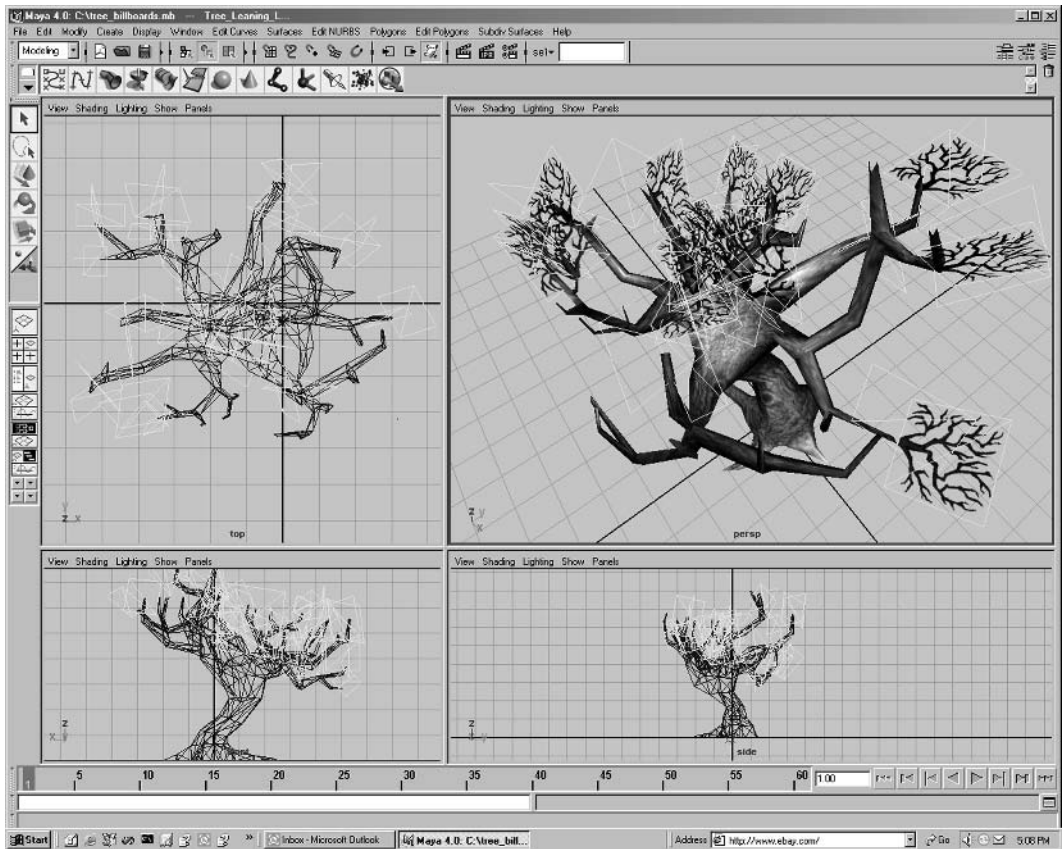 Maya 4.0: C:\tree_billboards.mb --- Tree_Leaning_L...
File Edit Modify Create Display Window Edit Curves Surfaces Edit NURBS Polygons Edit Polygons Subdiv Surfaces Help
Modeling sel
View Shading Lighting Show Panels
View Shading Lighting Show Panels
y
z x
top
z y
x
persp
View Shading Lighting Show Panels
View Shading Lighting Show Panels
z
x
z
y
side
1 5 10 15 20 25 30 35 40 45 50 55 60 1.00
Start » Inbox - Microsoft Outlook Maya 4.0: C:\tree_bill... Address http://www.ebay.com/ Go 5:08 PM